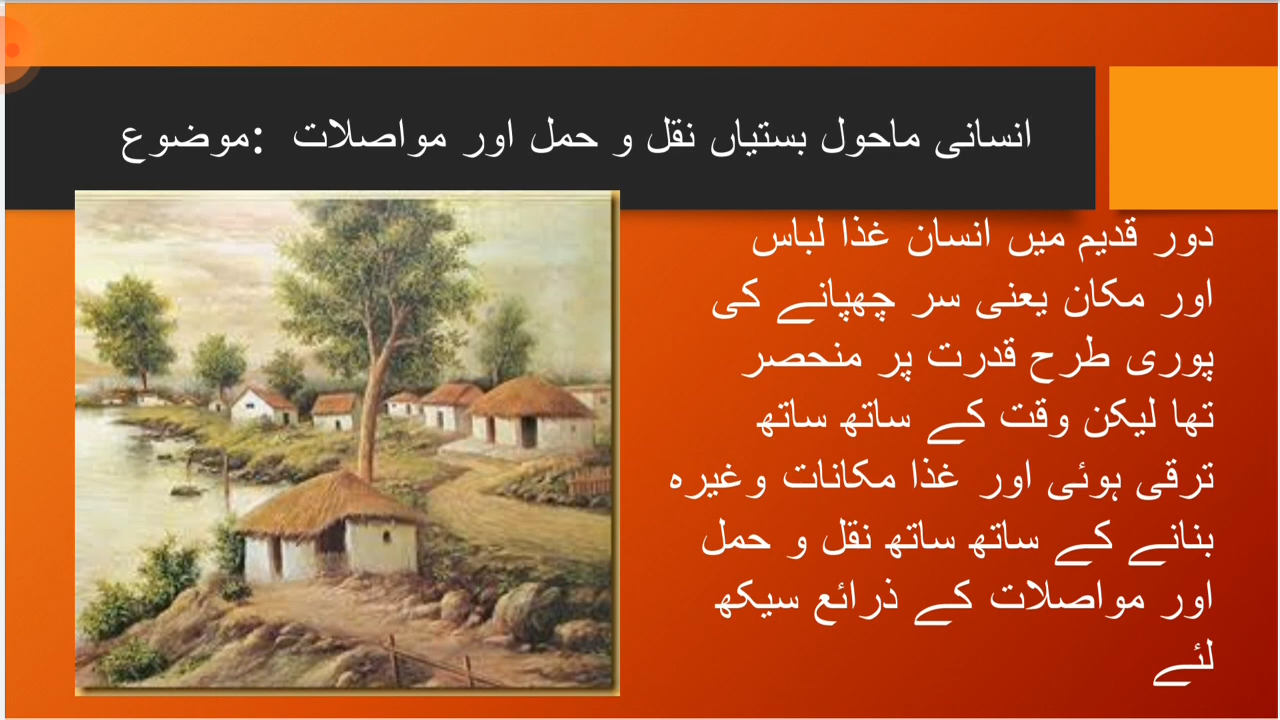 موضوع: انسانی ماحول بستیاں نقل و حمل اور مواصلات
دور قدیم میں انسان غذا لباس
اور مکان یعنی سر چھپانے کی
پوری طرح قدرت پر منحصر
تھا لیکن وقت کے ساتھ ساتھ
ترقی ہوئی اور غذا مکانات وغیرہ
بنانے کے ساتھ ساتھ نقل و حمل
اور مواصلات کے ذرائع سیکھ
لئے